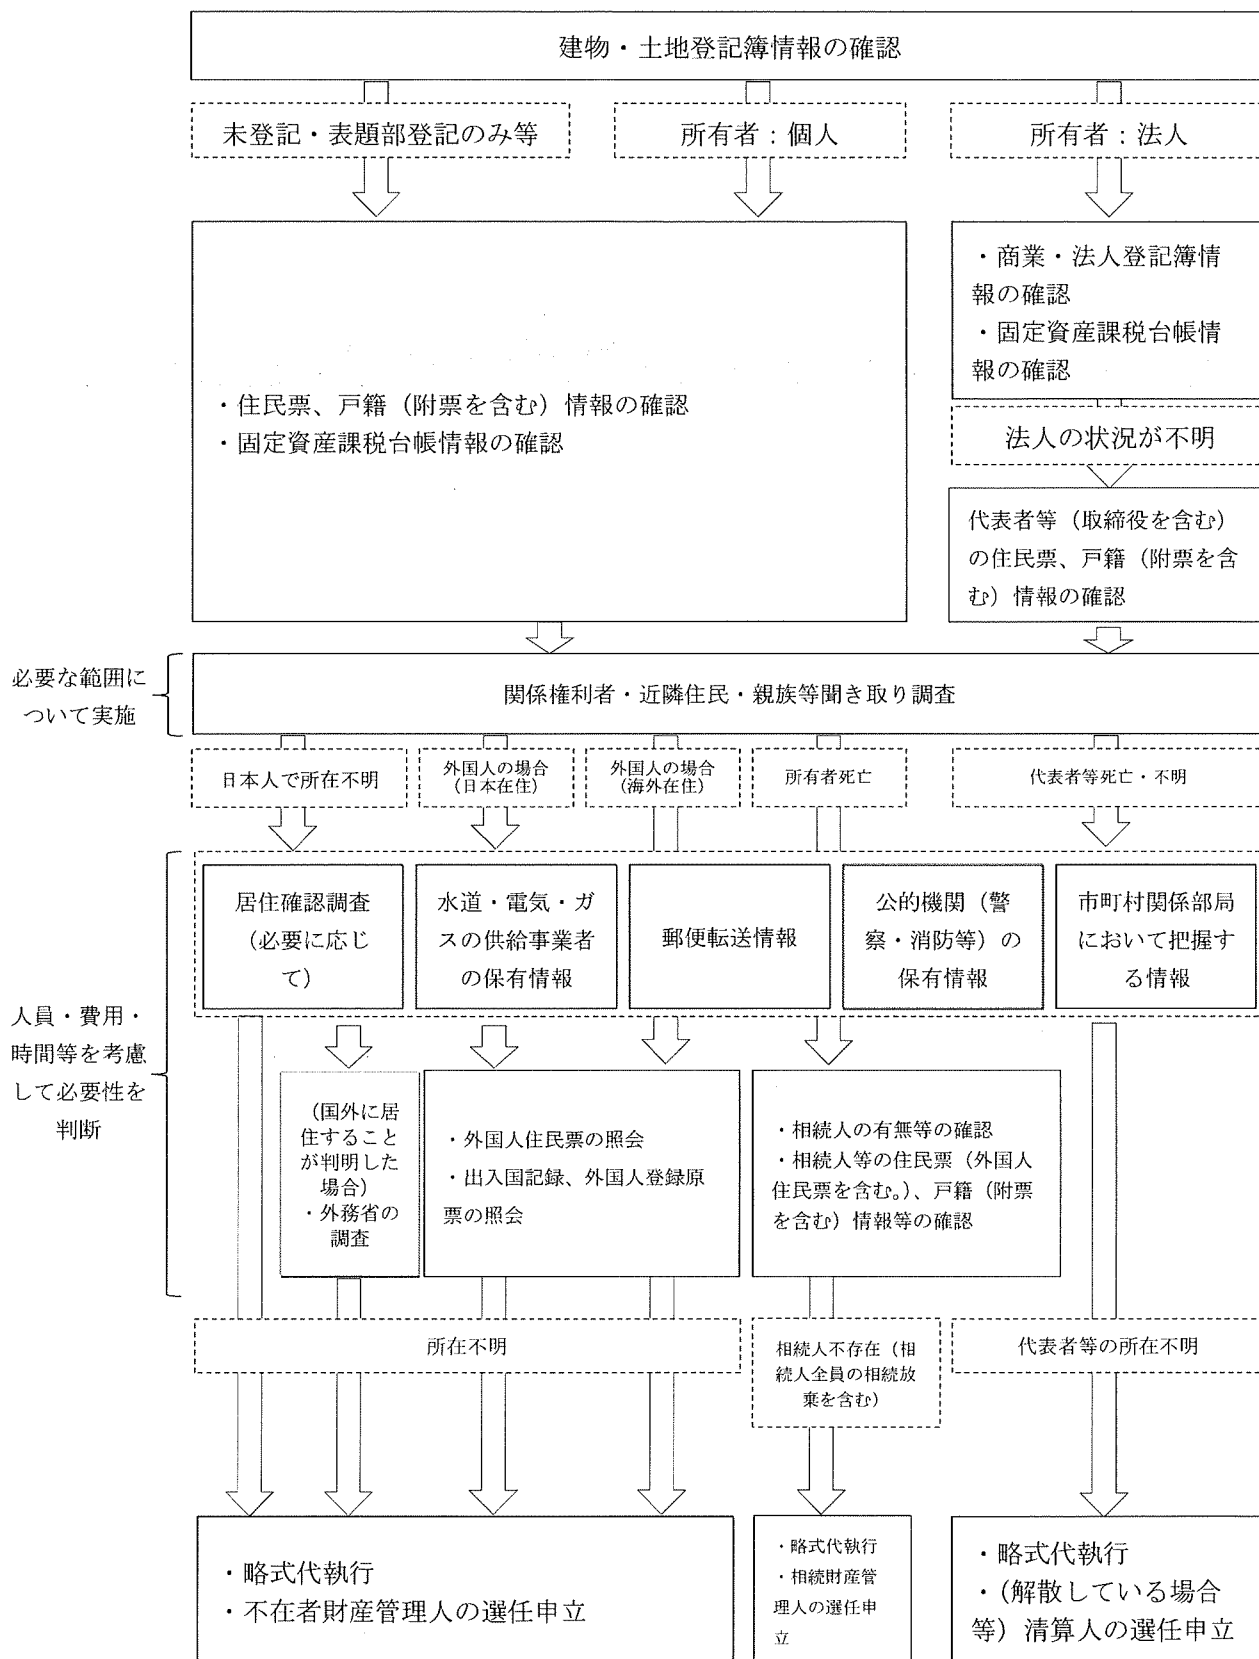 建物・土地登記簿情報の確認
未登記・表題部登記のみ等
所有者：個人
所有者：法人
・住民票、戸籍（附票を含む）情報の確認
・固定資産課税台帳情報の確認
・商業・法人登記簿情
報の確認
・固定資産課税台帳情
報の確認
法人の状況が不明
代表者等（取締役を含む）
の住民票、戸籍（附票を含
む）情報の確認
必要な範囲に
ついて実施
関係権利者・近隣住民・親族等聞き取り調査
日本人で所在不明
外国人の場合
（日本在住）
外国人の場合
（海外在住）
所有者死亡
代表者等死亡・不明
人員・費用・
時間等を考慮
して必要性を
判断
居住確認調査
（必要に応じ
て）
水道・電気・ガ
スの供給事業者
の保有情報
郵便転送情報
公的機関（警
察・消防等）の
保有情報
市町村関係部局
において把握す
る情報
（国外に居
住すること
が判明した
場合）
・外務省の
調査
・外国人住民票の照会
・出入国記録、外国人登録原
票の照会
・相続人の有無等の確認
・相続人等の住民票（外国人
住民票を含む。）、戸籍（附票
を含む）情報等の確認
所在不明
相続人不存在（相
続人全員の相続放
棄を含む）
代表者等の所在不明
・略式代執行
・不在者財産管理人の選任申立
・略式代執行
・相続財産管
理人の選任申
立
・略式代執行
・（解散している場合
等）清算人の選任申立